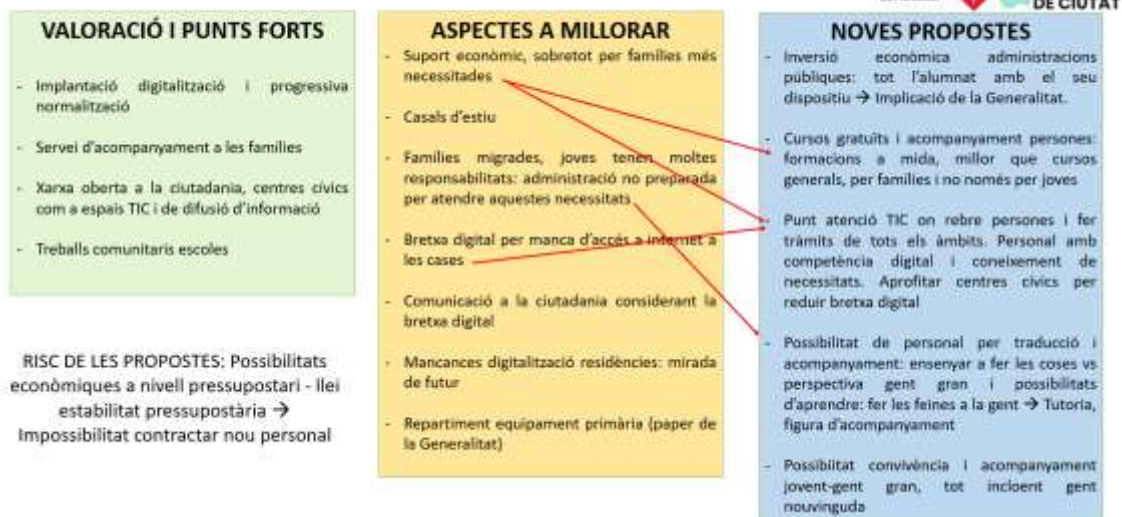 DE CIUTAT
VALORACIÓ I PUNTS FORTS
- Implantació digitalització i progressiva
normalització
- Servei d'acompanyament a les famílies
- Xarxa oberta a la ciutadania, centres cívics
com a espais TIC i de difusió d'informació
- Treballs comunitaris escoles
RISC DE LES PROPOSTES: Possibilitats
econòmiques a nivell pressupostari - llei
estabilitat pressupostària →
Impossibilitat contractar nou personal
ASPECTES A MILLORAR
- Suport econòmic, sobretot per famílies més
necessitades
- Casals d'estiu
- Famílies migrades, joves tenen moltes
responsabilitats: administració no preparada
per atendre aquestes necessitats
- Bretxa digital per manca d'accés a internet a
les cases
- Comunicació a la ciutadania considerant la
bretxa digital
- Mancances digitalització residències: mirada
de futur
- Repartiment equipament primària (paper de
la Generalitat)
NOVES PROPOSTES
- Inversió econòmica administracions
públiques: tot l'alumnat amb el seu
dispositiu → Implicació de la Generalitat.
- Cursos gratuïts i acompanyament persones:
formacions a mida, millor que cursos
generals, per famílies i no només per joves
- Punt atenció TIC on rebre persones i fer
tràmits de tots els àmbits. Personal amb
competència digital i coneixement de
necessitats. Aprofitar centres cívics per
reduir bretxa digital
- Possibilitat de personal per traducció i
acompanyament: ensenyar a fer les coses vs
perspectiva gent gran i possibilitats
d'aprendre: fer les feines a la gent → Tutoria,
figura d'acompanyament
- Possibilitat convivència i acompanyament
jovent-gent gran, tot incloent gent
nouvinguda